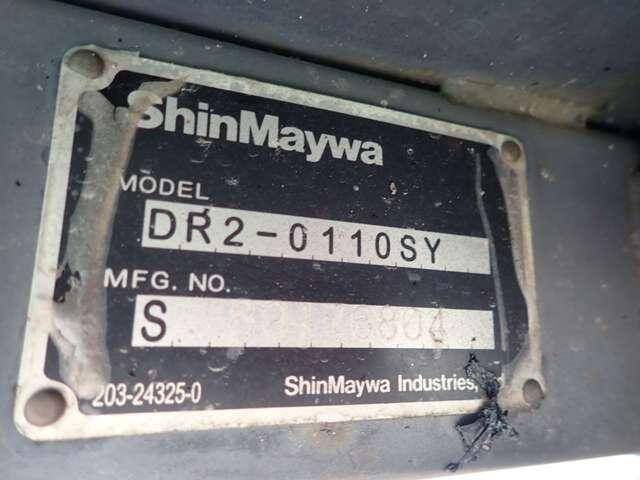 ShinMaywa
MODEL
DR2-0110SY
MFG. NO.
S
203-24325-0
ShinMaywa Industries,